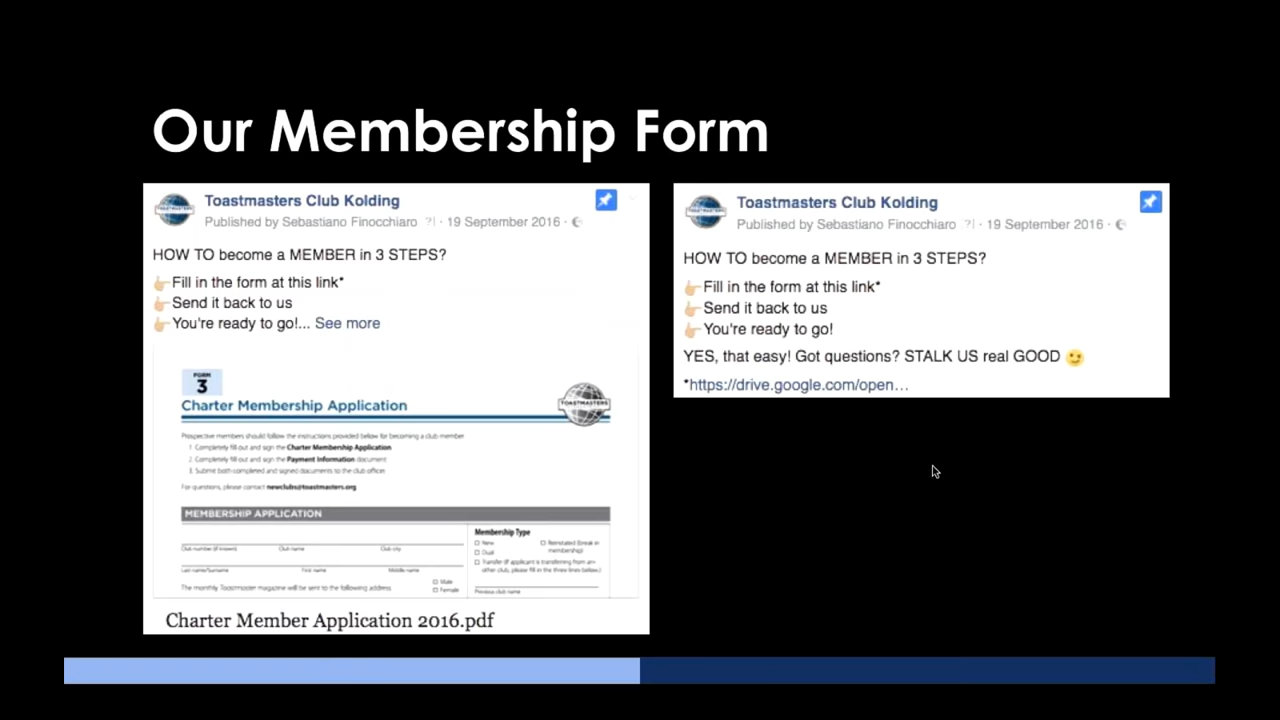 Our Membership Form
Toastmasters Club Kolding
Published by Sebastiano Finocchiaro [?] · 19 September 2016 ·
HOW TO become a MEMBER in 3 STEPS?
👉🏼Fill in the form at this link*
👉🏼Send it back to us
👉🏼You're ready to go!... See more
FORM
3
Charter Membership Application
TOASTMASTERS
Prospective members should follow the instructions provided below for becoming a club member
1. Completely fill out and sign the Charter Membership Application
2. Completely fill out and sign the Payment Information document
3. Submit both completed and signed documents to the club officer
For questions, please contact newclubs@toastmasters.org
MEMBERSHIP APPLICATION
Club number (if known) Club name Club city
Last name/Surname First name Middle name
The monthly Toastmaster magazine will be sent to the following address.
Male
Female
Membership Type
New
Dual
Reinstated (break in
membership)
Transfer (If applicant is transferring from an-
other club, please fill in the three lines below.)
Previous club name
Charter Member Application 2016.pdf
Toastmasters Club Kolding
Published by Sebastiano Finocchiaro [?] · 19 September 2016 ·
HOW TO become a MEMBER in 3 STEPS?
👉🏼Fill in the form at this link*
👉🏼Send it back to us
👉🏼You're ready to go!
YES, that easy! Got questions? STALK US real GOOD 😉
*https://drive.google.com/open…